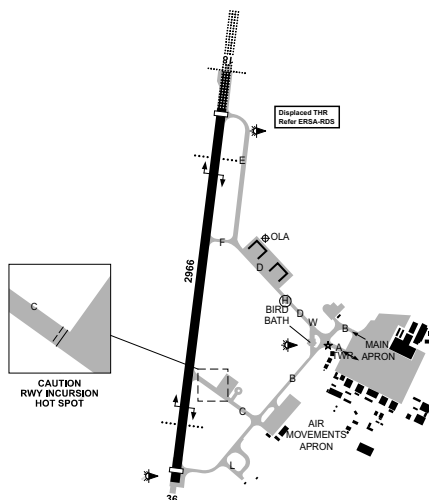 18
Displaced THR
Refer ERSA-RDS
E
F
OLA
D
2966
H
BIRD
BATH
D
W
B
MAIN
APRON
A
TWR
C
CAUTION
RWY INCURSION
HOT SPOT
B
C
AIR
MOVEMENTS
APRON
L
36